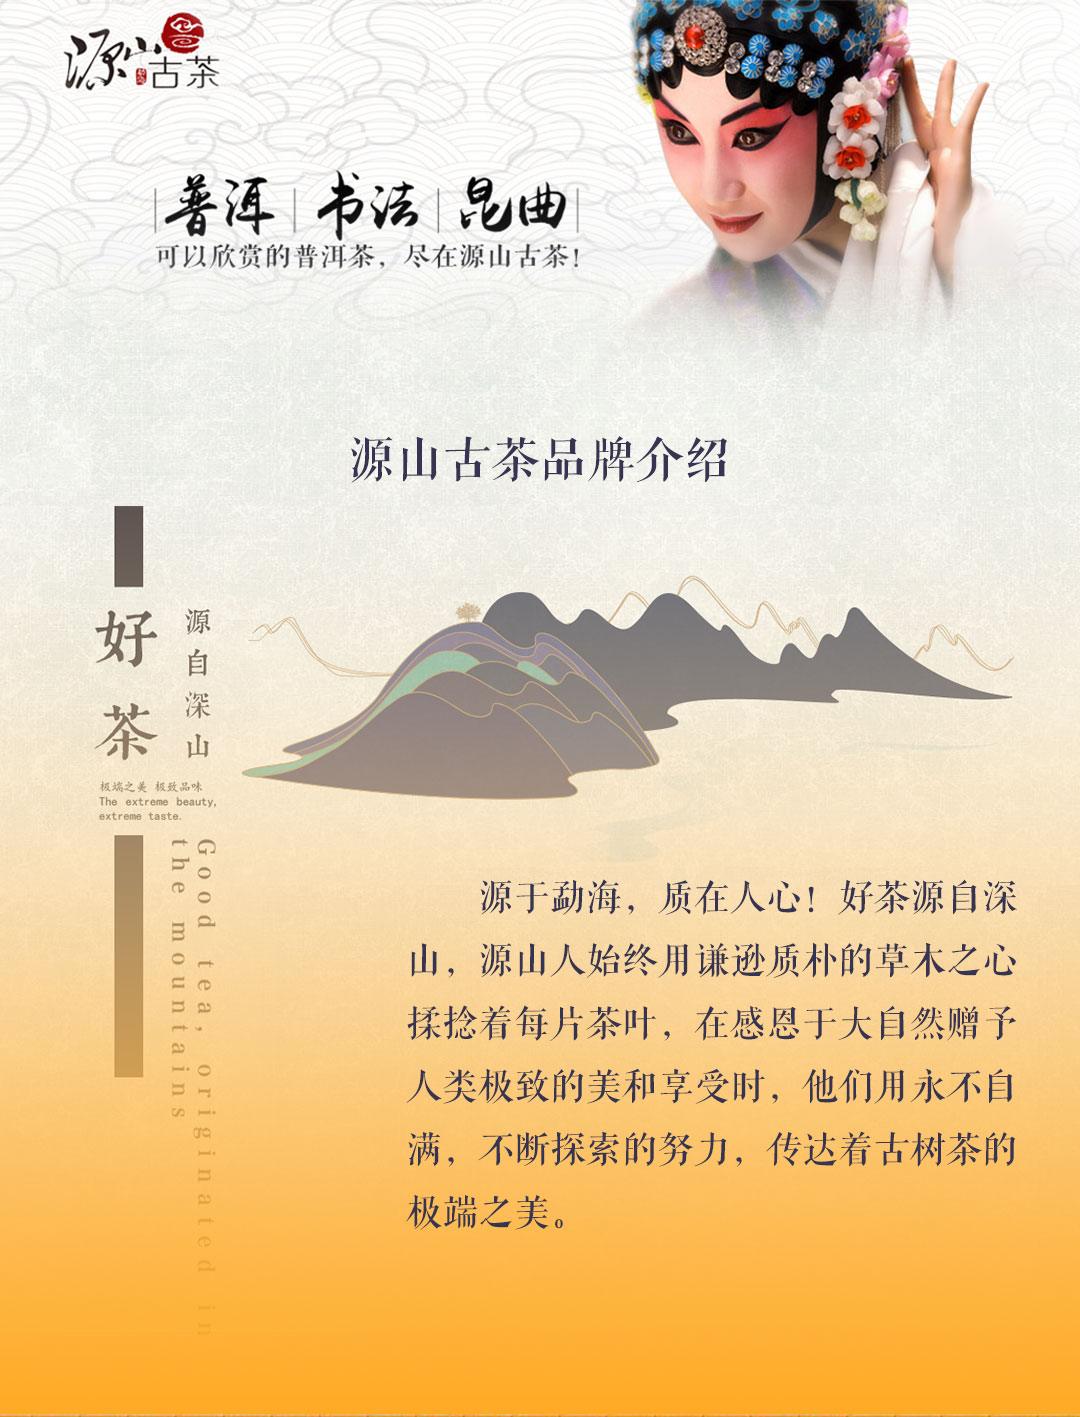 源山古茶
普洱 书法 昆曲
可以欣赏的普洱茶，尽在源山古茶！
源山古茶品牌介绍
好茶
源自深山
极端之美 极致品味
The extreme beauty,
extreme taste.
Good tea, originated in
the mountains
源于勐海，质在人心！好茶源自深
山，源山人始终用谦逊质朴的草木之心
揉捻着每片茶叶，在感恩于大自然赠予
人类极致的美和享受时，他们用永不自
满，不断探索的努力，传达着古树茶的
极端之美。